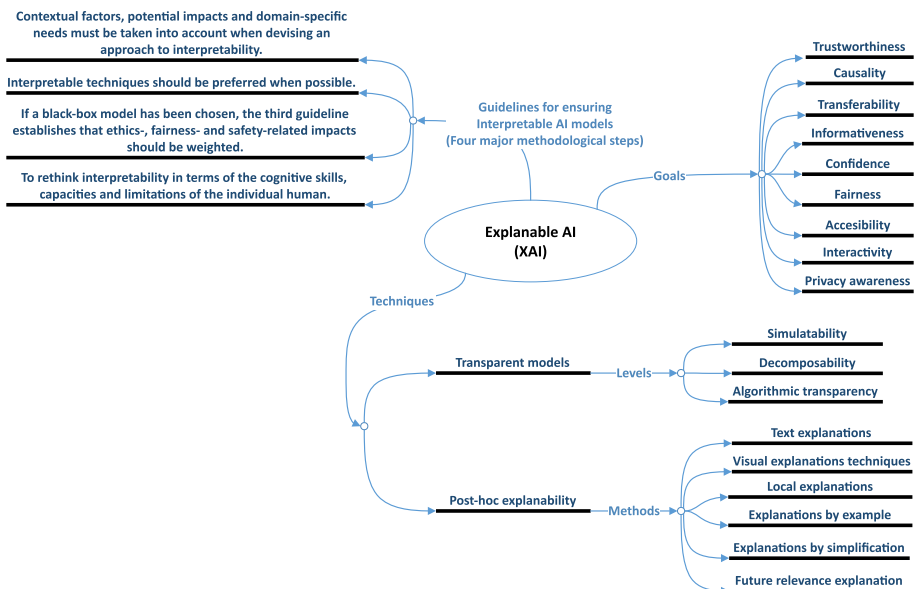 Contextual factors, potential impacts and domain-specific
needs must be taken into account when devising an
approach to interpretability.
Interpretable techniques should be preferred when possible.
If a black-box model has been chosen, the third guideline
establishes that ethics-, fairness- and safety-related impacts
should be weighted.
To rethink interpretability in terms of the cognitive skills,
capacities and limitations of the individual human.
Guidelines for ensuring
Interpretable AI models
(Four major methodological steps)
Explanable AI
(XAI)
Goals
Trustworthiness
Causality
Transferability
Informativeness
Confidence
Fairness
Accesibility
Interactivity
Privacy awareness
Techniques
Transparent models
Levels
Simulatability
Decomposability
Algorithmic transparency
Post-hoc explanability
Methods
Text explanations
Visual explanations techniques
Local explanations
Explanations by example
Explanations by simplification
Future relevance explanation